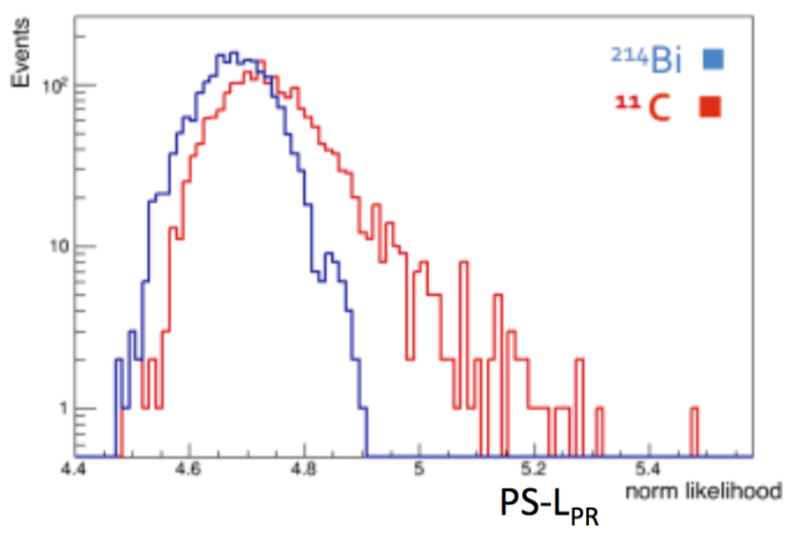 Events
²¹⁴Bi
¹¹C
10²
10
1
4.4 4.6 4.8 5 5.2 5.4
norm likelihood
PS-L_PR